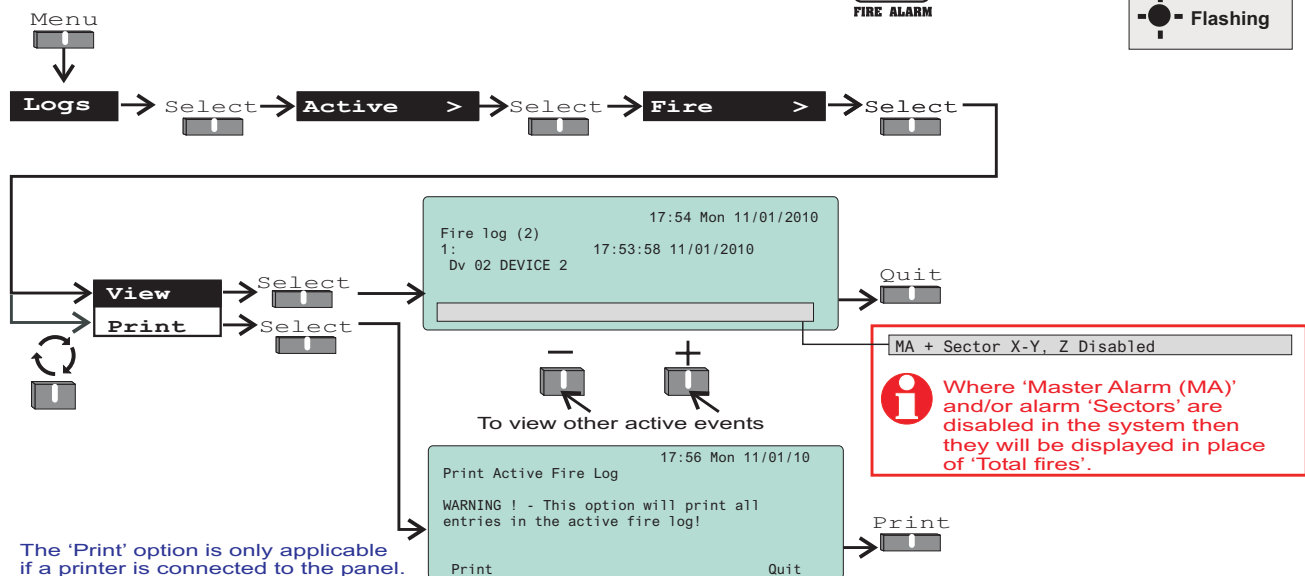 FIRE ALARM
Flashing
Menu
Logs Select Active > Select Fire > Select
17:54 Mon 11/01/2010
Fire log (2)
1: 17:53:58 11/01/2010
Dv 02 DEVICE 2
View Select
Print Select
Quit
MA + Sector X-Y, Z Disabled
Where 'Master Alarm (MA)'
and/or alarm 'Sectors' are
disabled in the system then
they will be displayed in place
of 'Total fires'.
− +
To view other active events
17:56 Mon 11/01/10
Print Active Fire Log
WARNING ! - This option will print all
entries in the active fire log!
Print Quit
Print
The 'Print' option is only applicable
if a printer is connected to the panel.